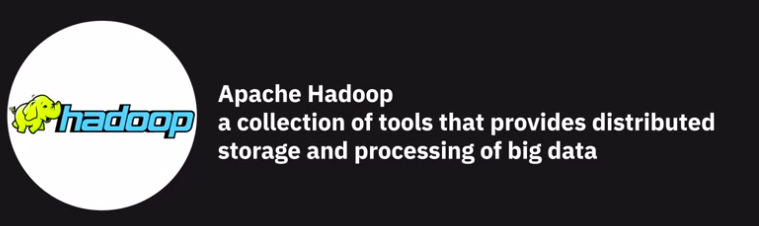 hadoop
Apache Hadoop
a collection of tools that provides distributed
storage and processing of big data